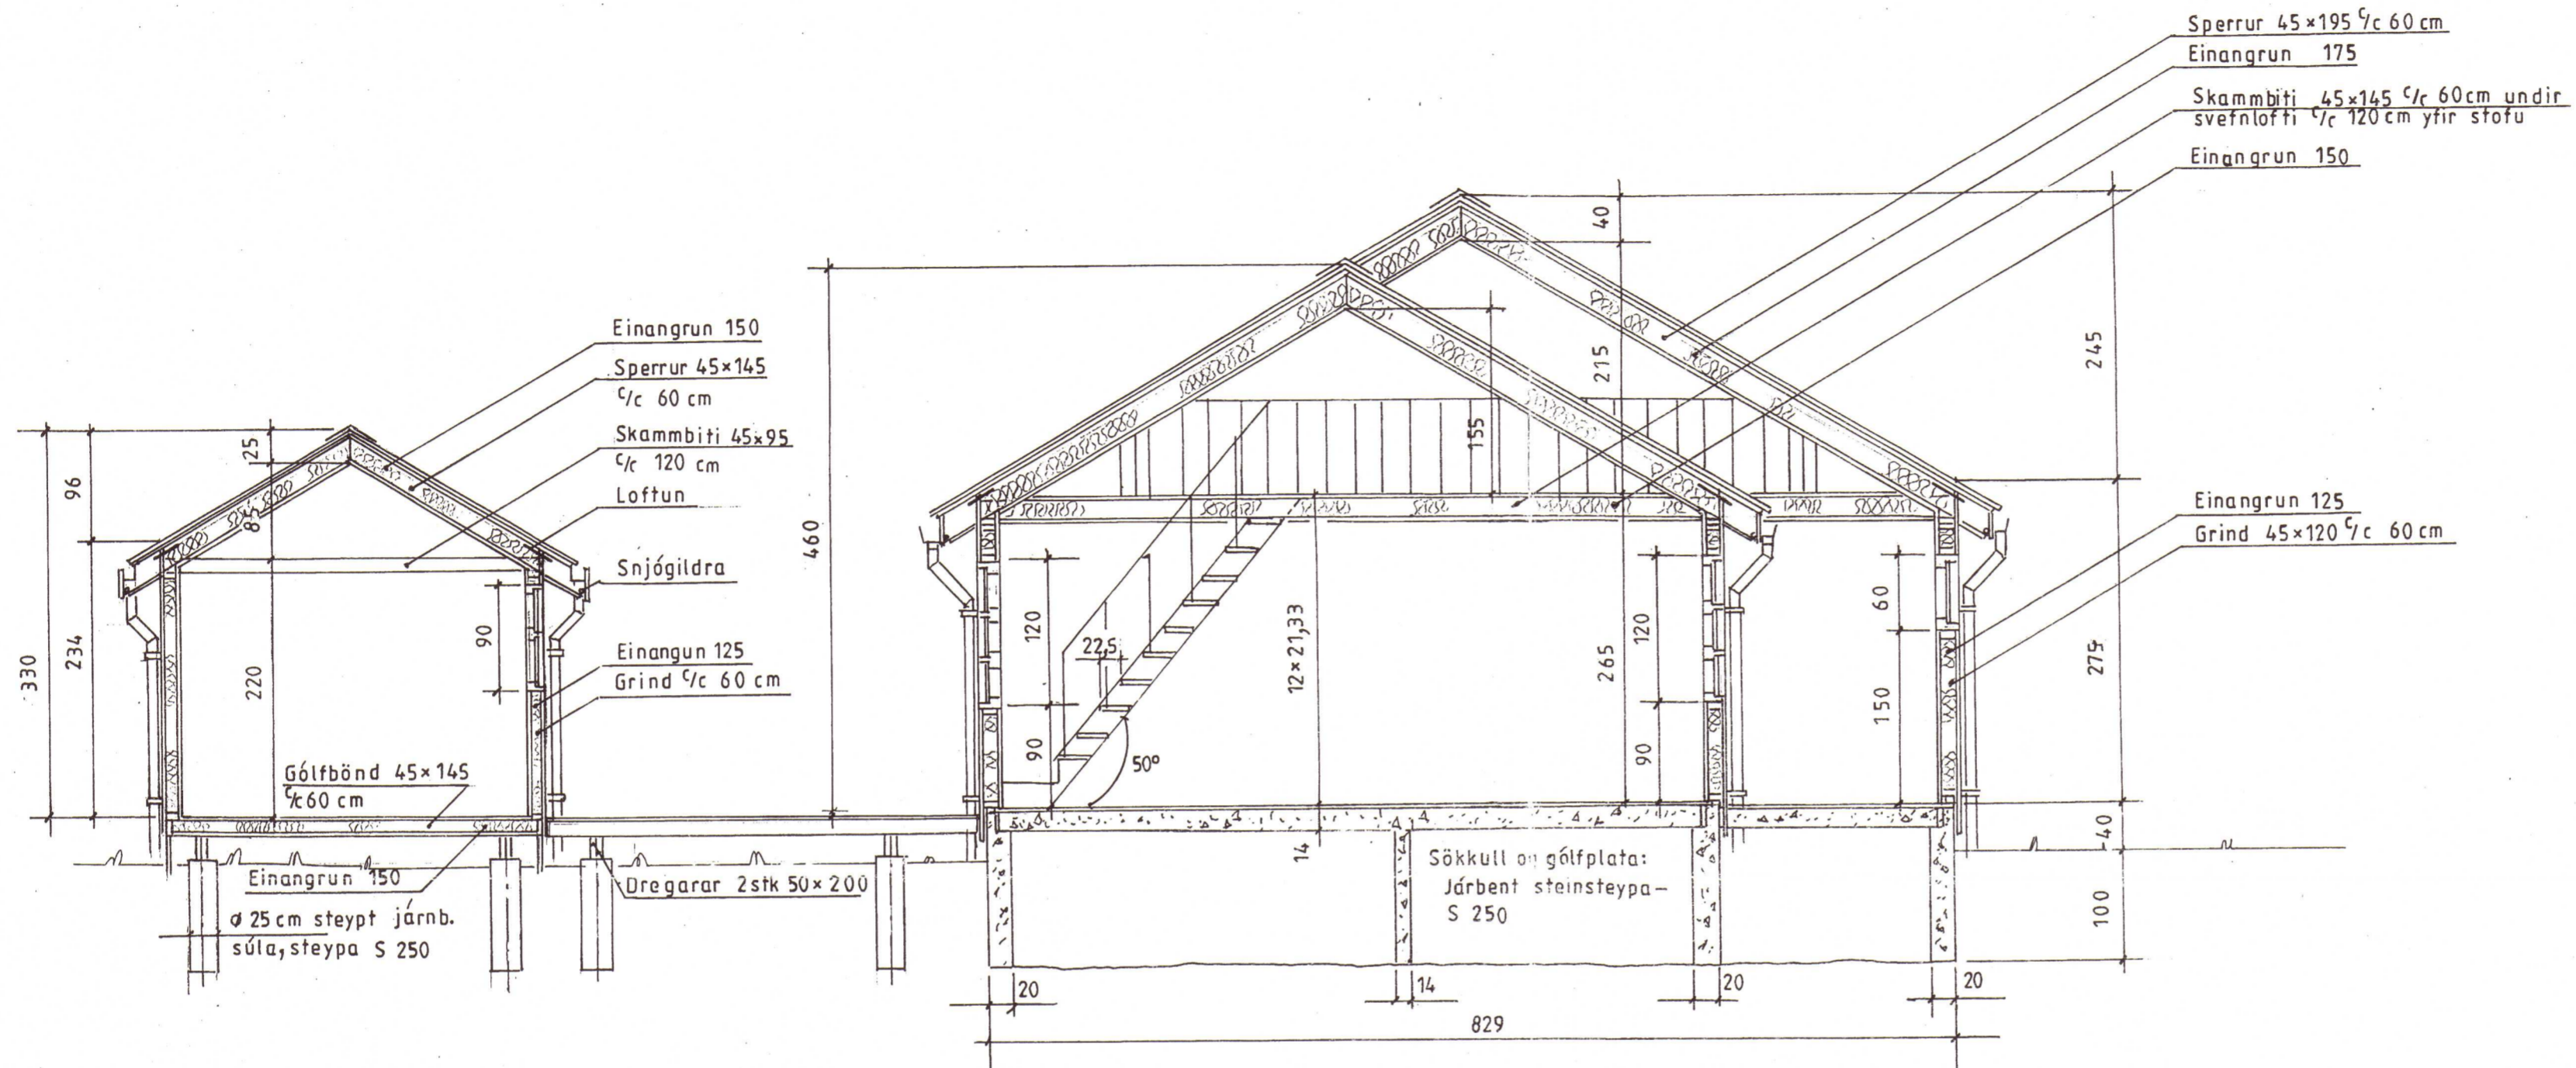 Sperrur 45×195 c/c 60 cm
Einangrun 175
Skammbiti 45×145 c/c 60cm undir
svefnlofti c/c 120 cm yfir stofu
Einangrun 150
40
215
245
155
460
Einangrun 150
Sperrur 45×145
c/c 60 cm
Skammbiti 45×95
c/c 120 cm
Loftun
Snjógildra
Einangun 125
Grind c/c 60 cm
25
96
85
330
234
220
90
Gólfbönd 45×145
c/c 60 cm
Einangrun 150
ø 25 cm steypt járnb.
súla, steypa S 250
Dregarar 2stk 50×200
Einangrun 125
Grind 45×120 c/c 60 cm
120
22,5
90
50°
12×21,33
265
120
90
60
150
275
40
100
14
Sökkull og gólfplata:
Járbent steinsteypa-
S 250
20
14
20
20
829